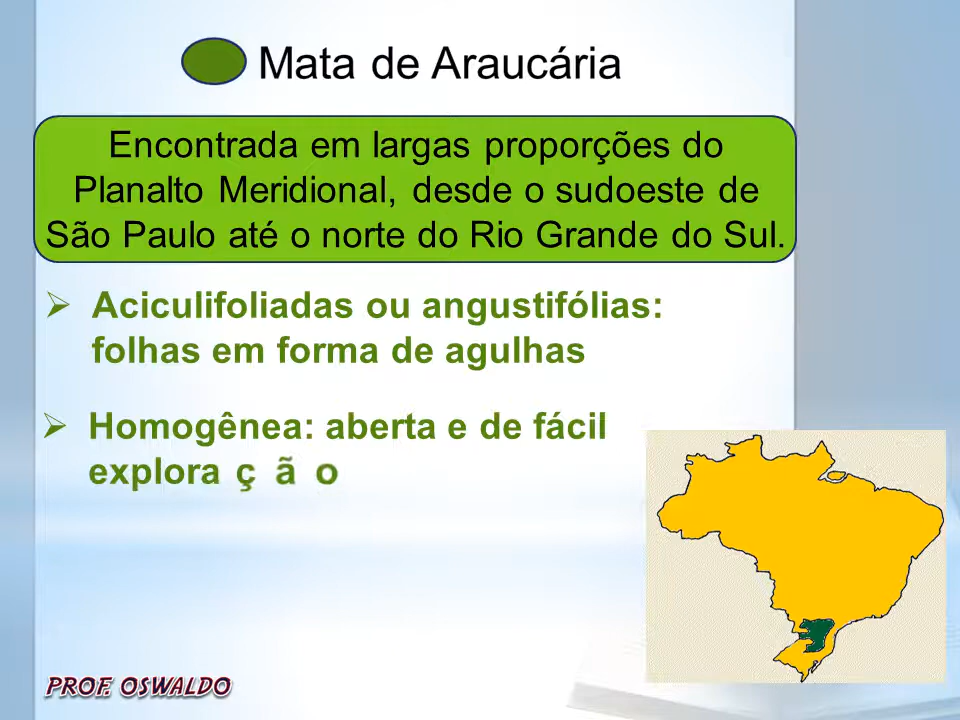 Mata de Araucária
Encontrada em largas proporções do
Planalto Meridional, desde o sudoeste de
São Paulo até o norte do Rio Grande do Sul.
Aciculifoliadas ou angustifólias:
folhas em forma de agulhas
Homogênea: aberta e de fácil
explora ç ã o
PROF. OSWALDO